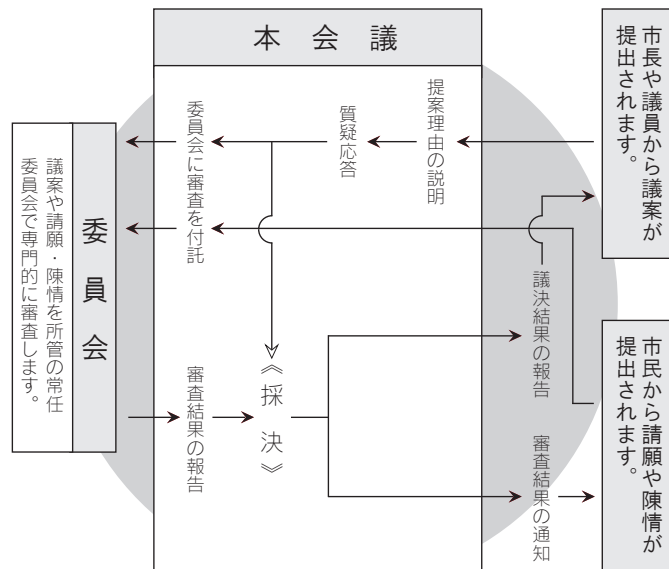 本会議
市長や議員から議案が
提出されます。
提案理由の説明
質疑応答
委員会に審査を付託
委員会
議案や請願・陳情を所管の常任
委員会で専門的に審査します。
審査結果の報告
《採決》
議決結果の報告
審査結果の通知
市民から請願や陳情が
提出されます。